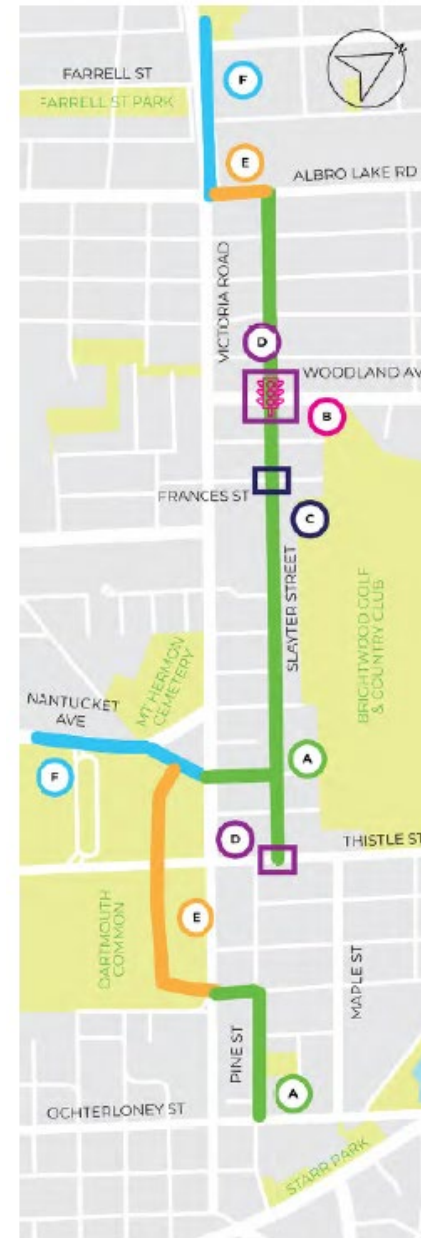 FARRELL ST
FARRELL ST PARK
F
N
E
ALBRO LAKE RD
VICTORIA ROAD
D
WOODLAND AV
B
FRANCES ST
C
SLAYTER STREET
BRIGHTWOOD GOLF
& COUNTRY CLUB
MT HERMON
CEMETERY
NANTUCKET
AVE
A
F
D
THISTLE ST
E
DARTMOUTH
COMMON
MAPLE ST
PINE ST
A
OCHTERLONEY ST
STARR PARK